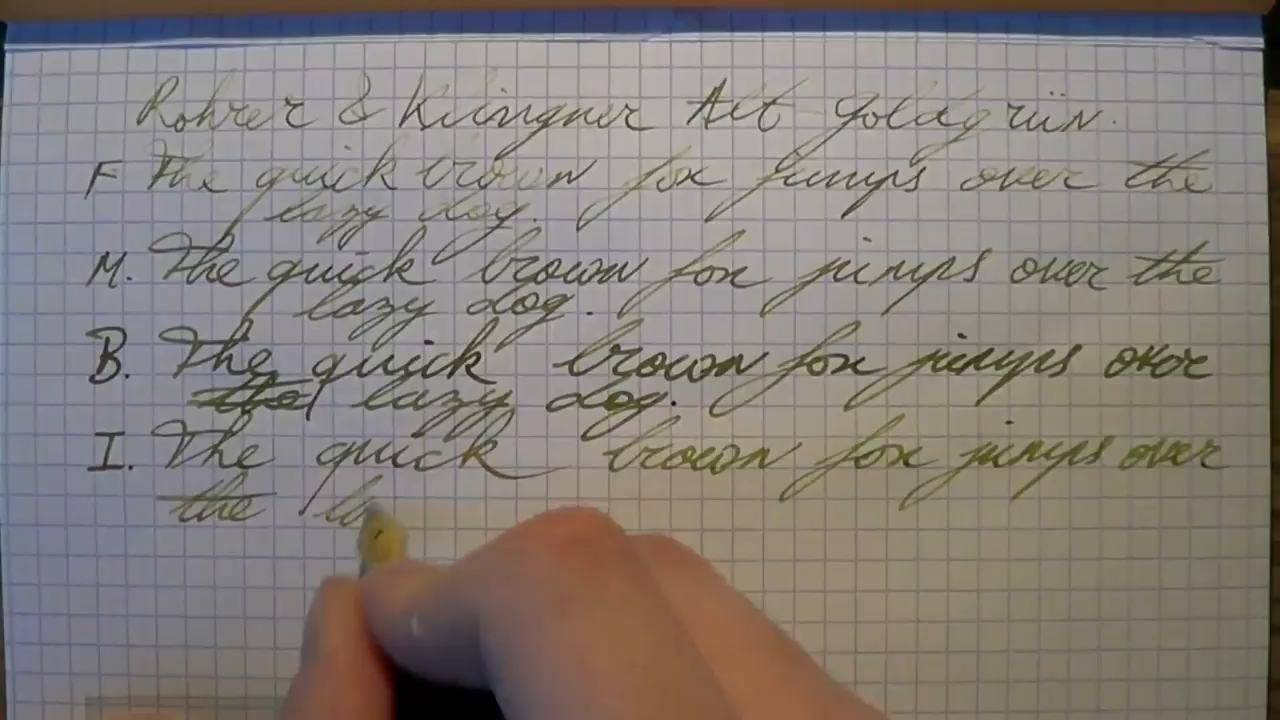 Rohrer & Klingner Alt Goldgrün.
F The quick brown fox jumps over the
lazy dog.
M. The quick brown fox jumps over the
lazy dog.
B. The quick brown fox jumps over
the lazy dog.
I. The quick brown fox jumps over
the la